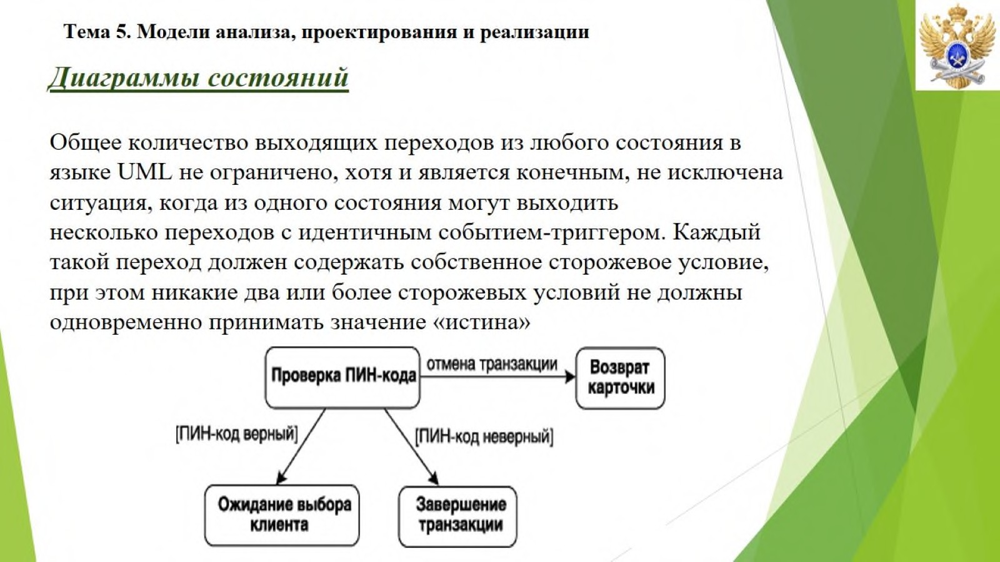 Тема 5. Модели анализа, проектирования и реализации
Диаграммы состояний
Общее количество выходящих переходов из любого состояния в
языке UML не ограничено, хотя и является конечным, не исключена
ситуация, когда из одного состояния могут выходить
несколько переходов с идентичным событием-триггером. Каждый
такой переход должен содержать собственное сторожевое условие,
при этом никакие два или более сторожевых условий не должны
одновременно принимать значение «истина»
Проверка ПИН-кода
отмена транзакции
Возврат
карточки
[ПИН-код верный]
[ПИН-код неверный]
Ожидание выбора
клиента
Завершение
транзакции